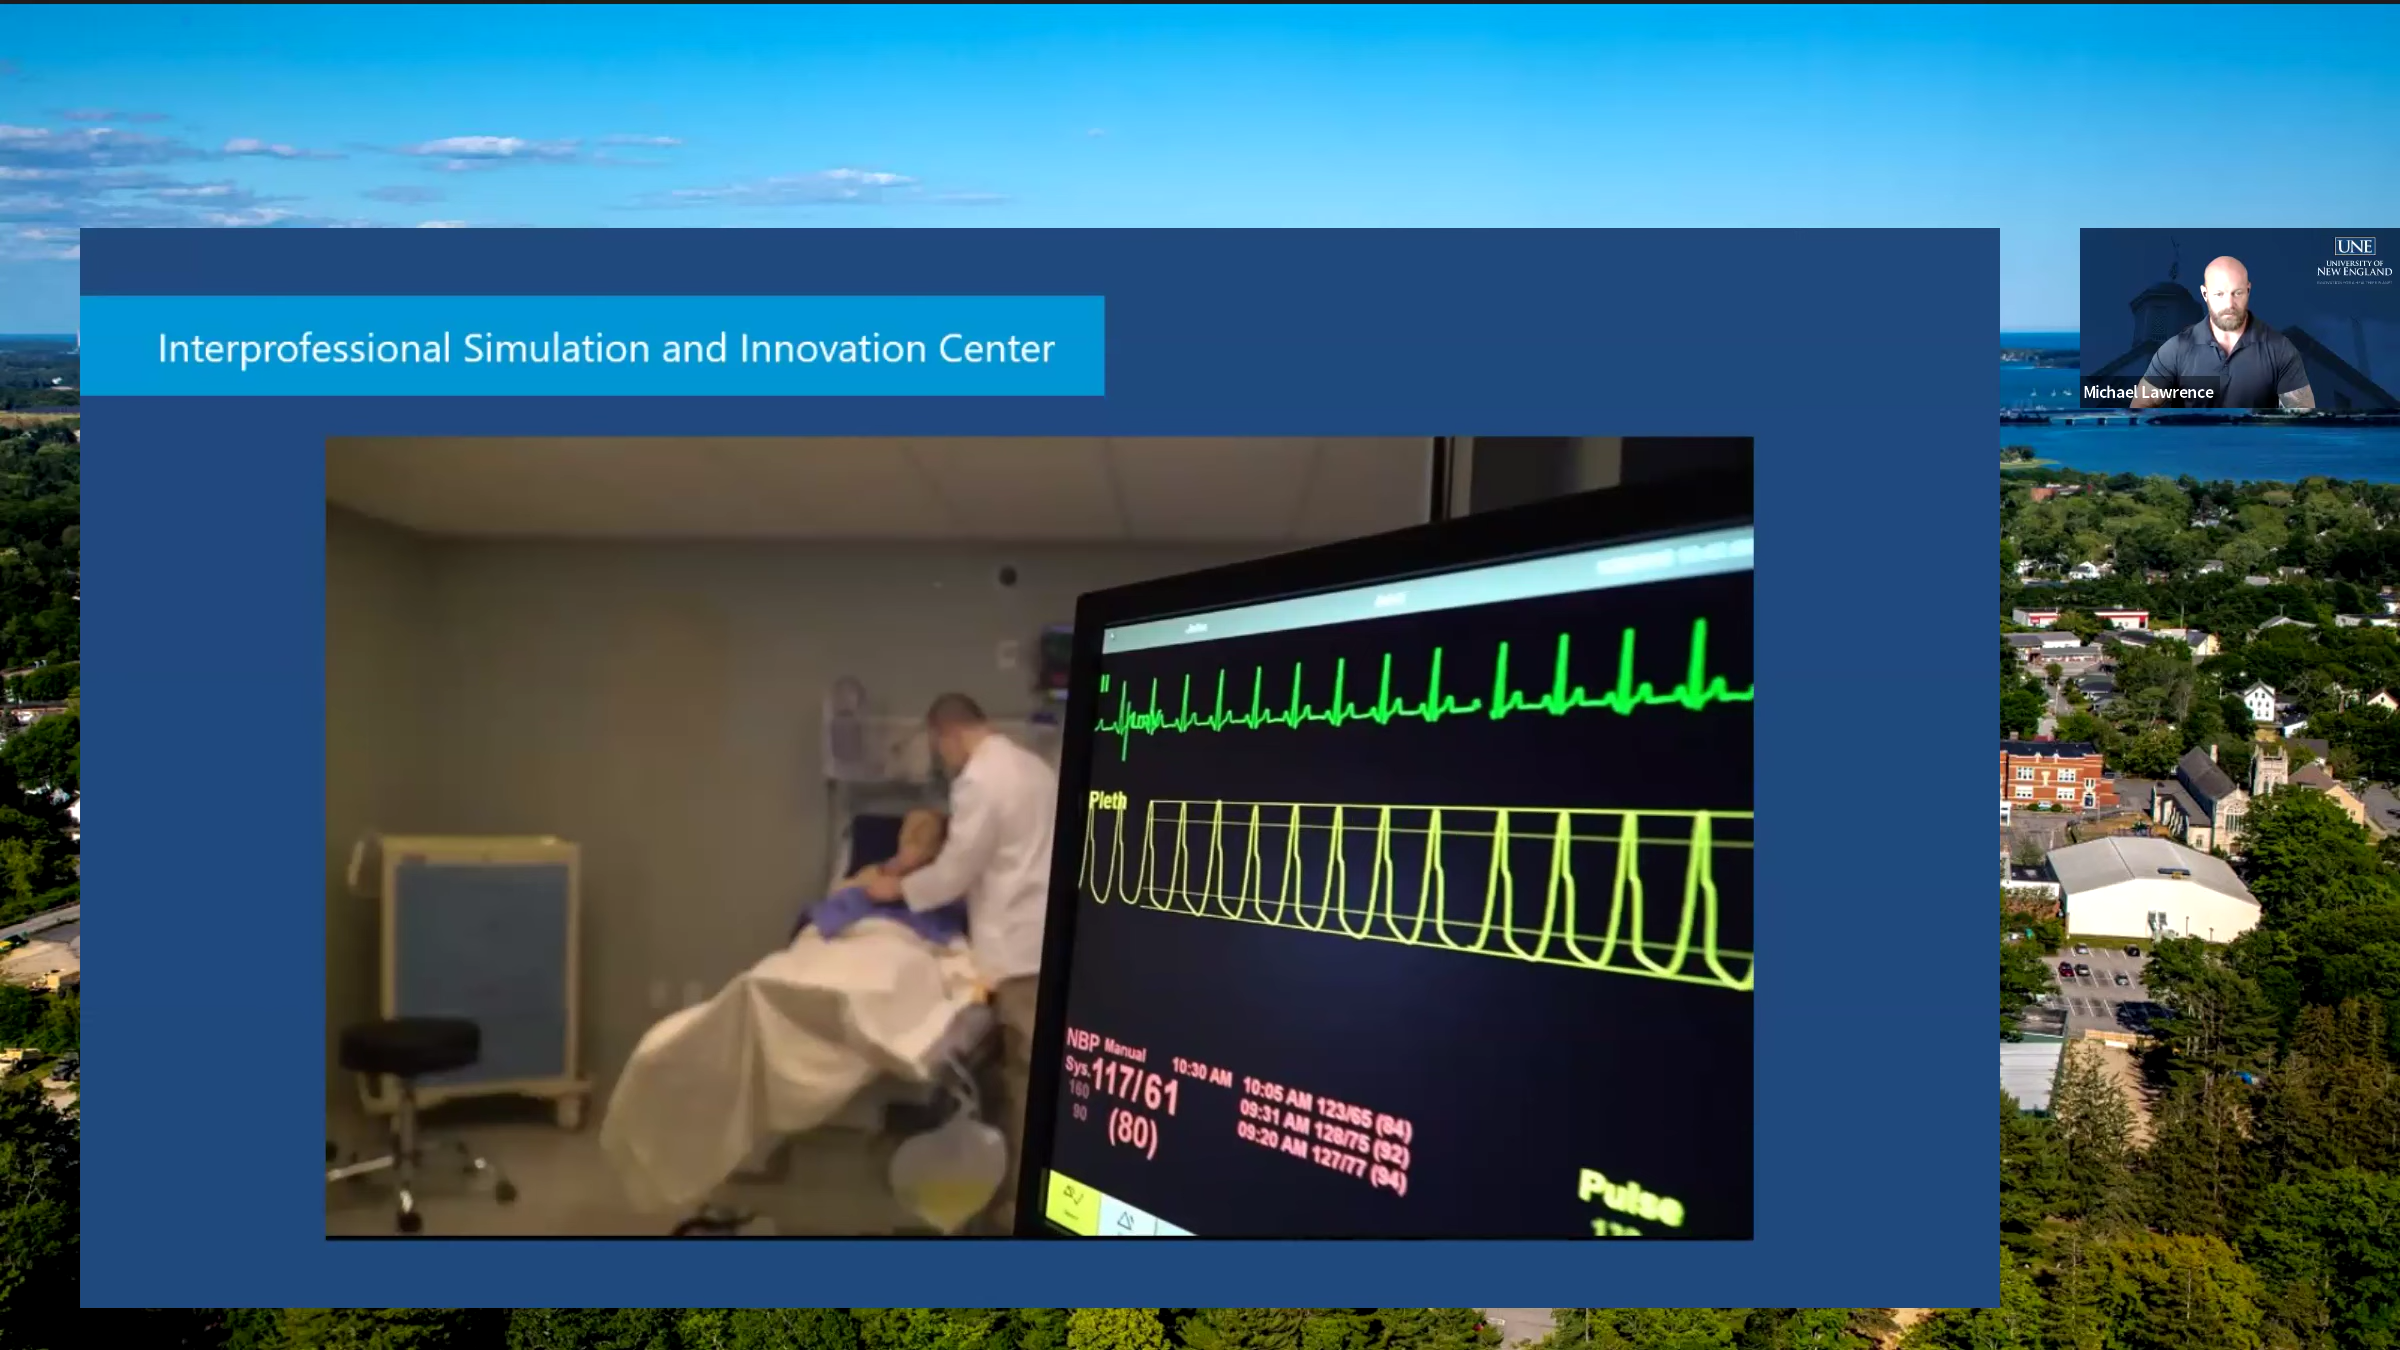 Interprofessional Simulation and Innovation Center
UNE
UNIVERSITY OF
NEW ENGLAND
Michael Lawrence
II
Pleth
NBP Manual
Sys.
117/61
160
90
(80)
10:30 AM
10:05 AM 123/65 (84)
09:31 AM 128/75 (92)
09:20 AM 127/77 (94)
Pulse